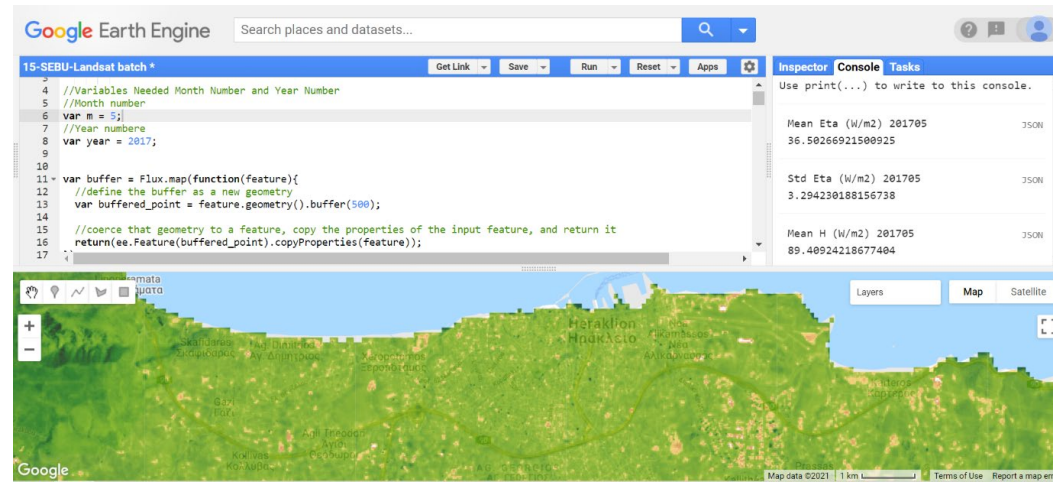 Google Earth Engine
Search places and datasets...
15-SEBU-Landsat batch *
Get Link
Save
Run
Reset
Apps
Inspector
Console
Tasks
4 //Variables Needed Month Number and Year Number
5 //Month number
6 var m = 5;
7 //Year numbere
8 var year = 2017;
9
10
11 var buffer = Flux.map(function(feature){
12 //define the buffer as a new geometry
13 var buffered_point = feature.geometry().buffer(500);
14
15 //coerce that geometry to a feature, copy the properties of the input feature, and return it
16 return(ee.Feature(buffered_point).copyProperties(feature));
17
Use print(...) to write to this console.
Mean Eta (W/m2) 201705
JSON
36.50266921500925
Std Eta (W/m2) 201705
JSON
3.294230188156738
Mean H (W/m2) 201705
JSON
89.40924218677404
Layers
Map
Satellite
Heraklion
Ηράκλειο
Gazi
Γάζι
Kollivas
Google
Map data ©2021
1 km
Terms of Use
Report a map err